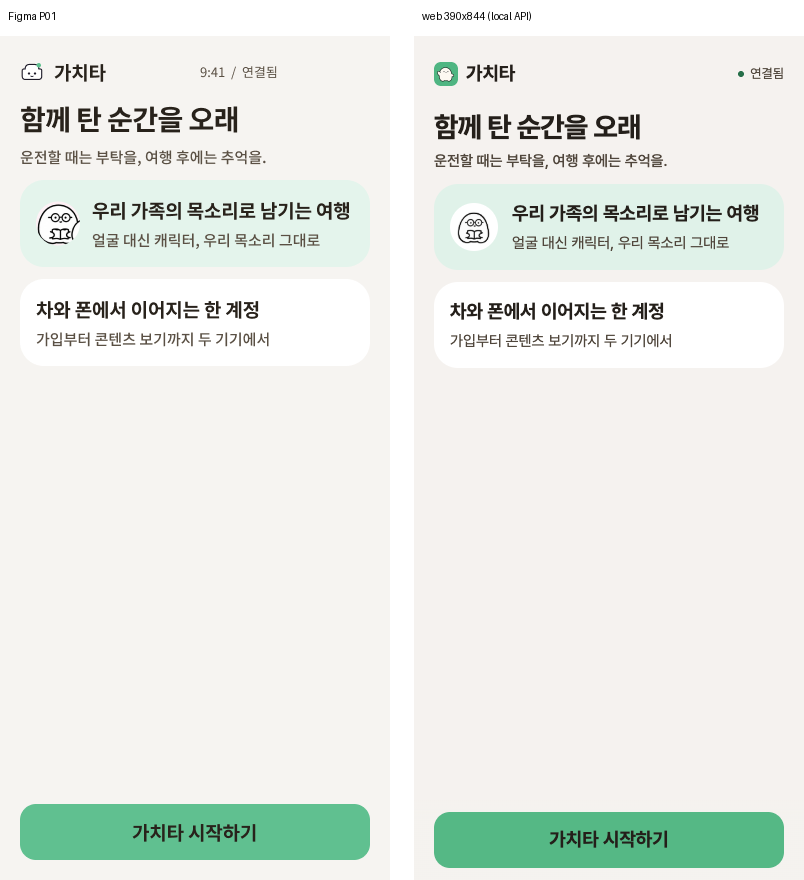 Figma P01
가치타
9:41 / 연결됨
함께 탄 순간을 오래
운전할 때는 부탁을, 여행 후에는 추억을.
우리 가족의 목소리로 남기는 여행
얼굴 대신 캐릭터, 우리 목소리 그대로
차와 폰에서 이어지는 한 계정
가입부터 콘텐츠 보기까지 두 기기에서
가치타 시작하기
web 390x844 (local API)
가치타
연결됨
함께 탄 순간을 오래
운전할 때는 부탁을, 여행 후에는 추억을.
우리 가족의 목소리로 남기는 여행
얼굴 대신 캐릭터, 우리 목소리 그대로
차와 폰에서 이어지는 한 계정
가입부터 콘텐츠 보기까지 두 기기에서
가치타 시작하기